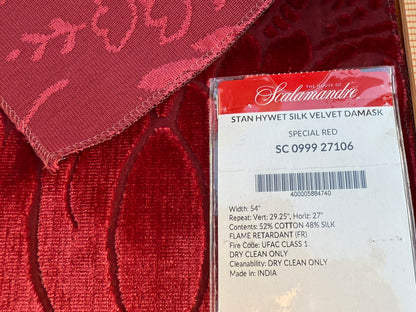 THE HOUSE OF
Scalamandré
STAN HYWET SILK VELVET DAMASK
SPECIAL RED
SC 0999 27106
400005884740
Width: 54"
Repeat: Vert: 29.25", Horiz: 27"
Contents: 52% COTTON 48% SILK
FLAME RETARDANT (FR)
Fire Code: UFAC CLASS 1
DRY CLEAN ONLY
Cleanability: DRY CLEAN ONLY
Made in: INDIA